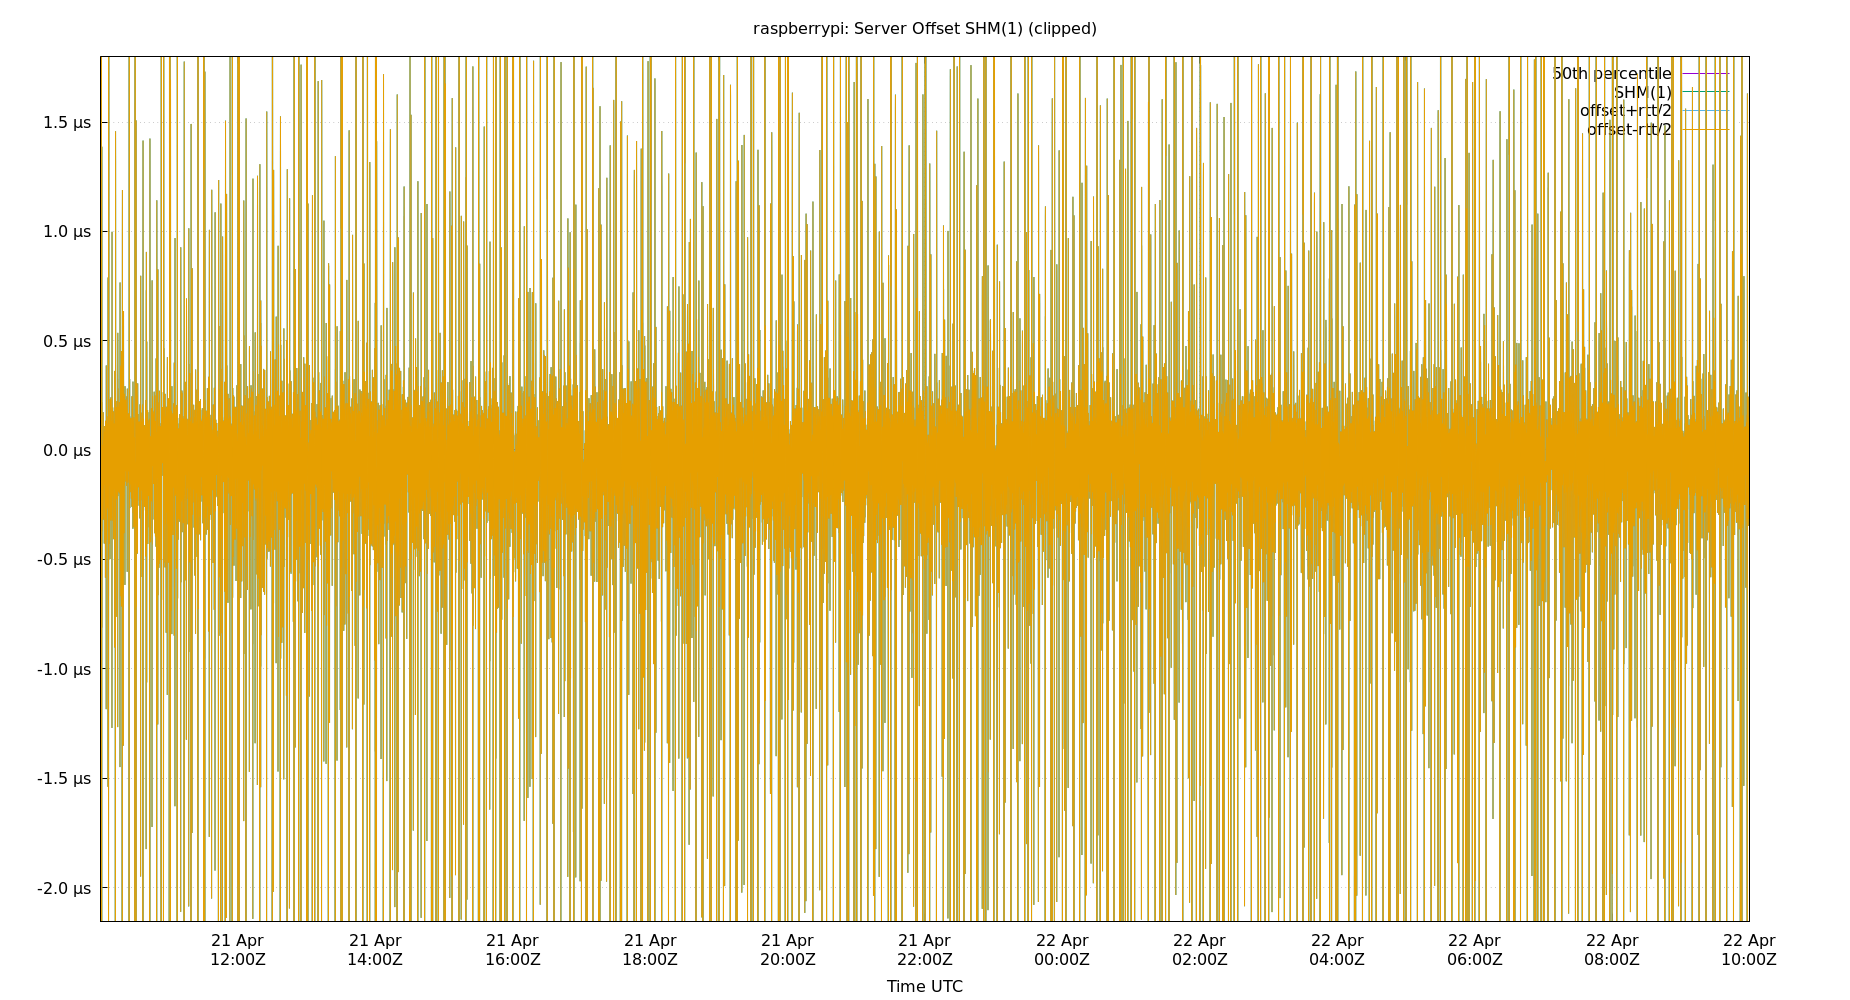 raspberrypi: Server Offset SHM(1) (clipped)
50th percentile
SHM(1)
offset+rtt/2
offset-rtt/2
1.5 µs
1.0 µs
0.5 µs
0.0 µs
-0.5 µs
-1.0 µs
-1.5 µs
-2.0 µs
21 Apr 21 Apr 21 Apr 21 Apr 21 Apr 21 Apr 22 Apr 22 Apr 22 Apr 22 Apr 22 Apr 22 Apr
12:00Z 14:00Z 16:00Z 18:00Z 20:00Z 22:00Z 00:00Z 02:00Z 04:00Z 06:00Z 08:00Z 10:00Z
Time UTC